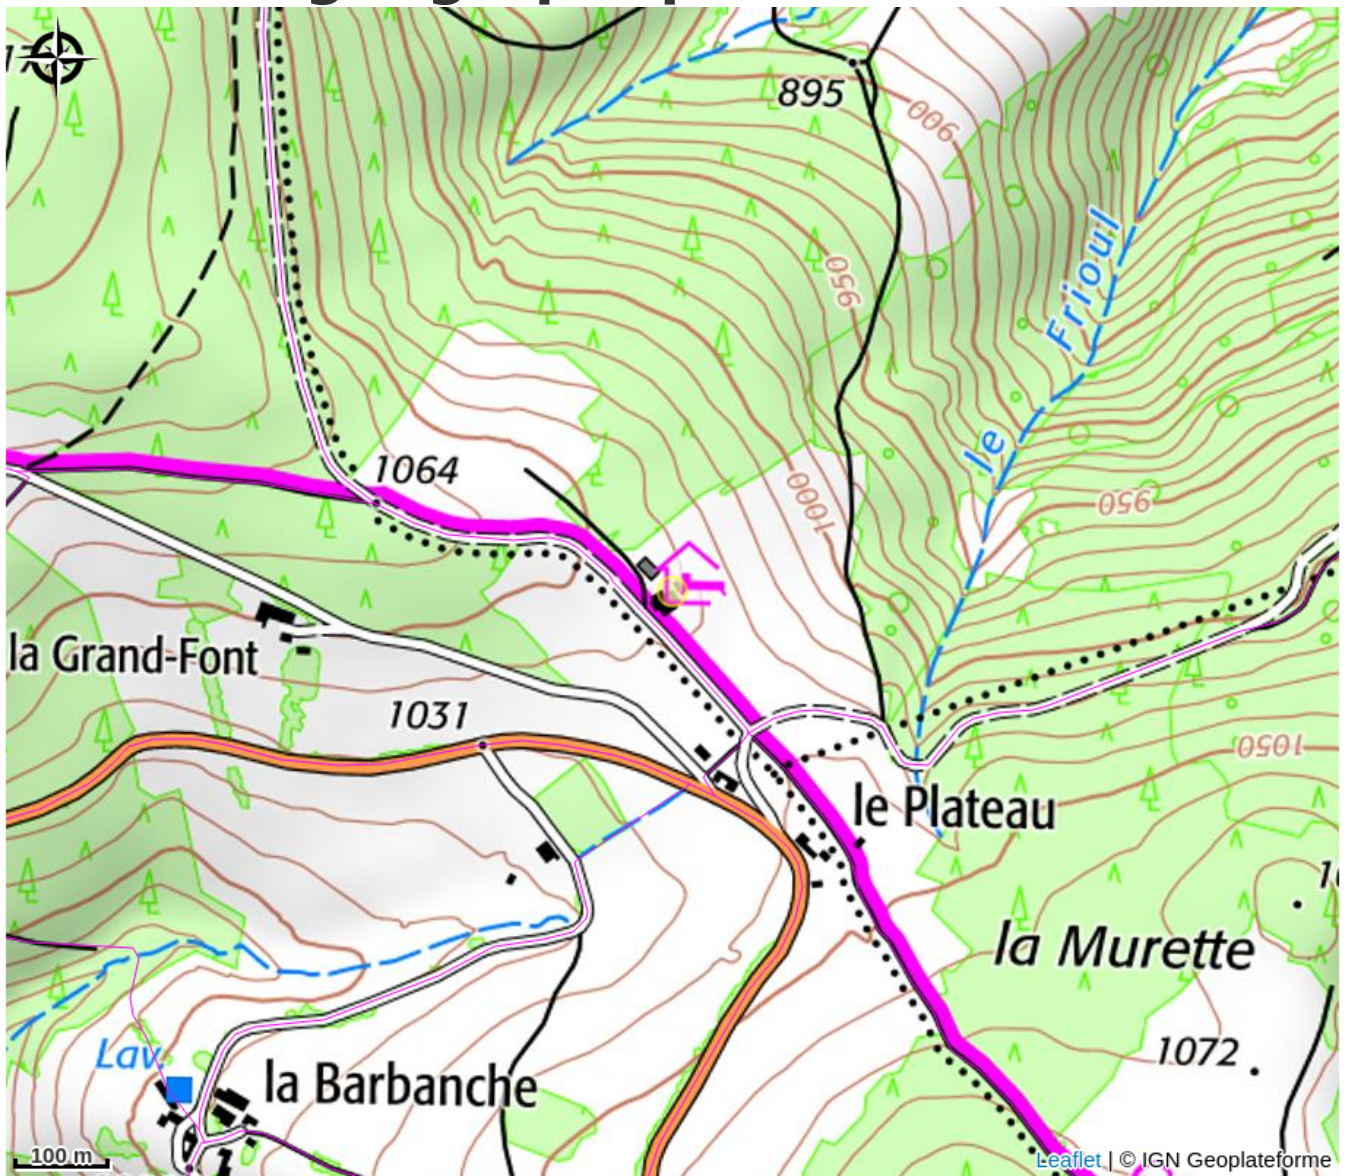 895
900
950
le Frioul
1064
1000
950
la Grand-Font
1031
1050
le Plateau
la Murette
1072
Lav.
la Barbanche
100 m
Leaflet | © IGN Geoplateforme